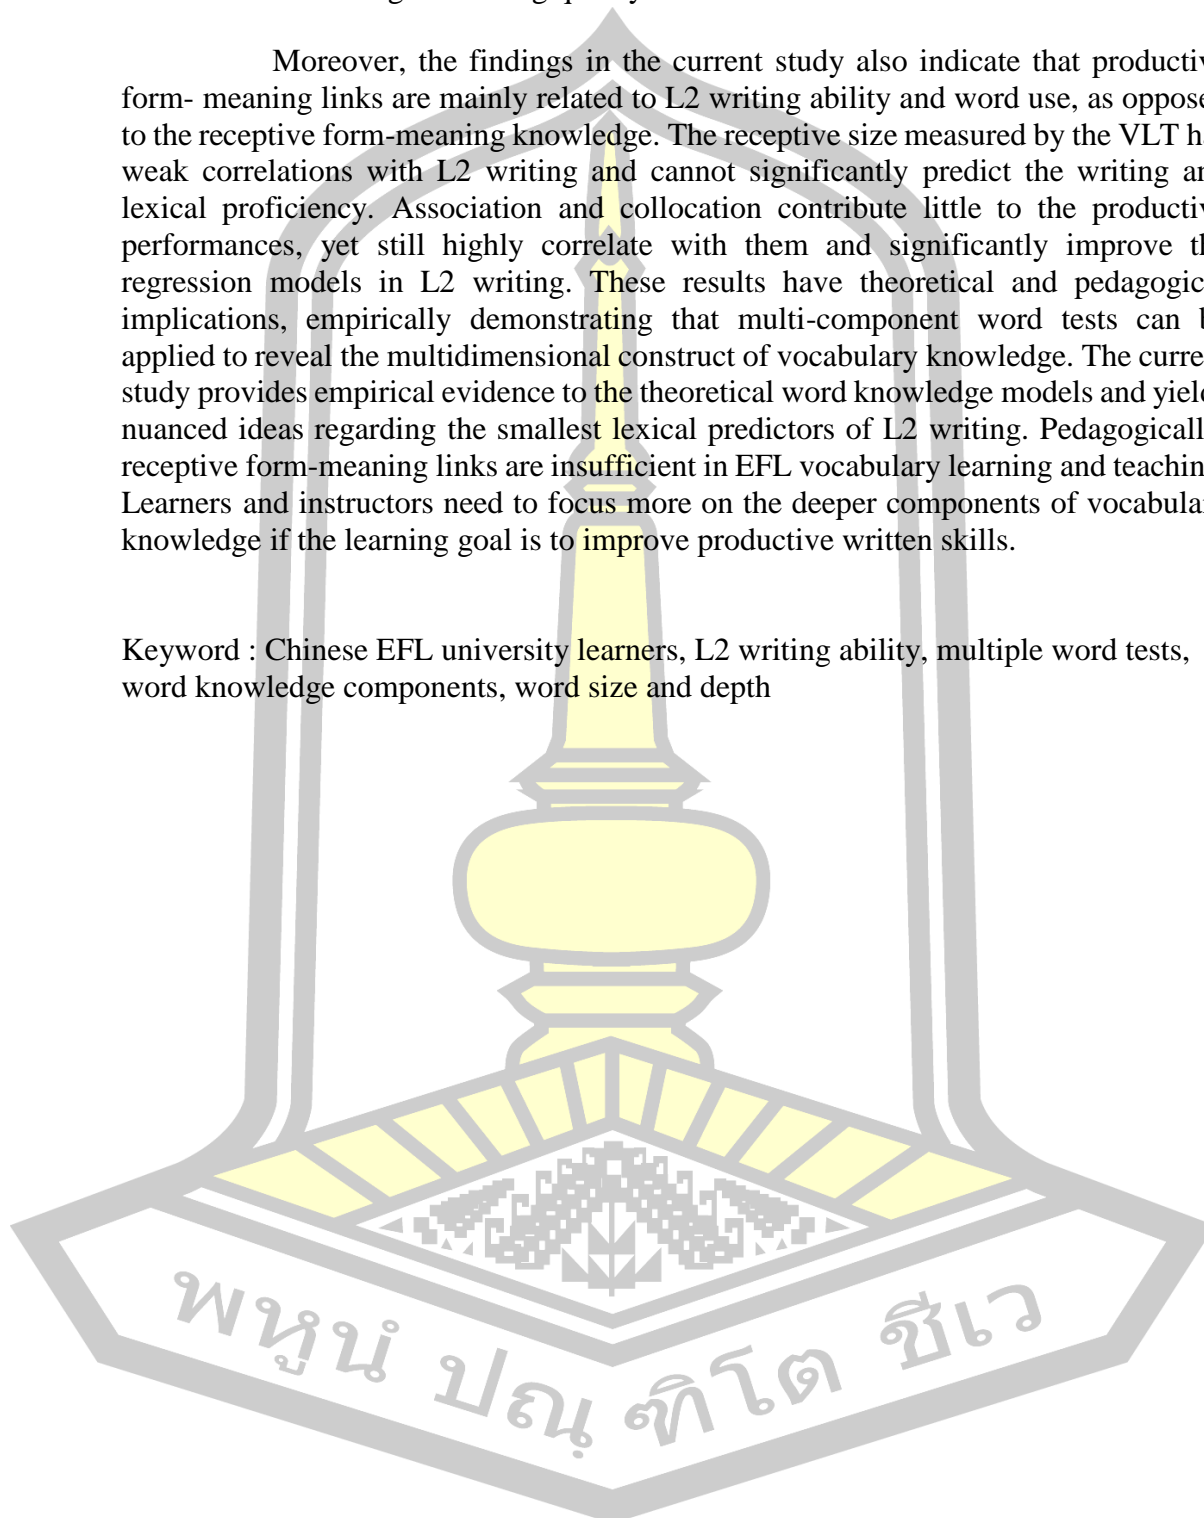 Moreover, the findings in the current study also indicate that productiv
form- meaning links are mainly related to L2 writing ability and word use, as oppose
to the receptive form-meaning knowledge. The receptive size measured by the VLT h
weak correlations with L2 writing and cannot significantly predict the writing an
lexical proficiency. Association and collocation contribute little to the productiv
performances, yet still highly correlate with them and significantly improve th
regression models in L2 writing. These results have theoretical and pedagogic
implications, empirically demonstrating that multi-component word tests can b
applied to reveal the multidimensional construct of vocabulary knowledge. The curre
study provides empirical evidence to the theoretical word knowledge models and yield
nuanced ideas regarding the smallest lexical predictors of L2 writing. Pedagogically
receptive form-meaning links are insufficient in EFL vocabulary learning and teachin
Learners and instructors need to focus more on the deeper components of vocabular
knowledge if the learning goal is to improve productive written skills.
Keyword : Chinese EFL university learners, L2 writing ability, multiple word tests,
word knowledge components, word size and depth
พหูนํ ปณฺฑิโต ชีเว